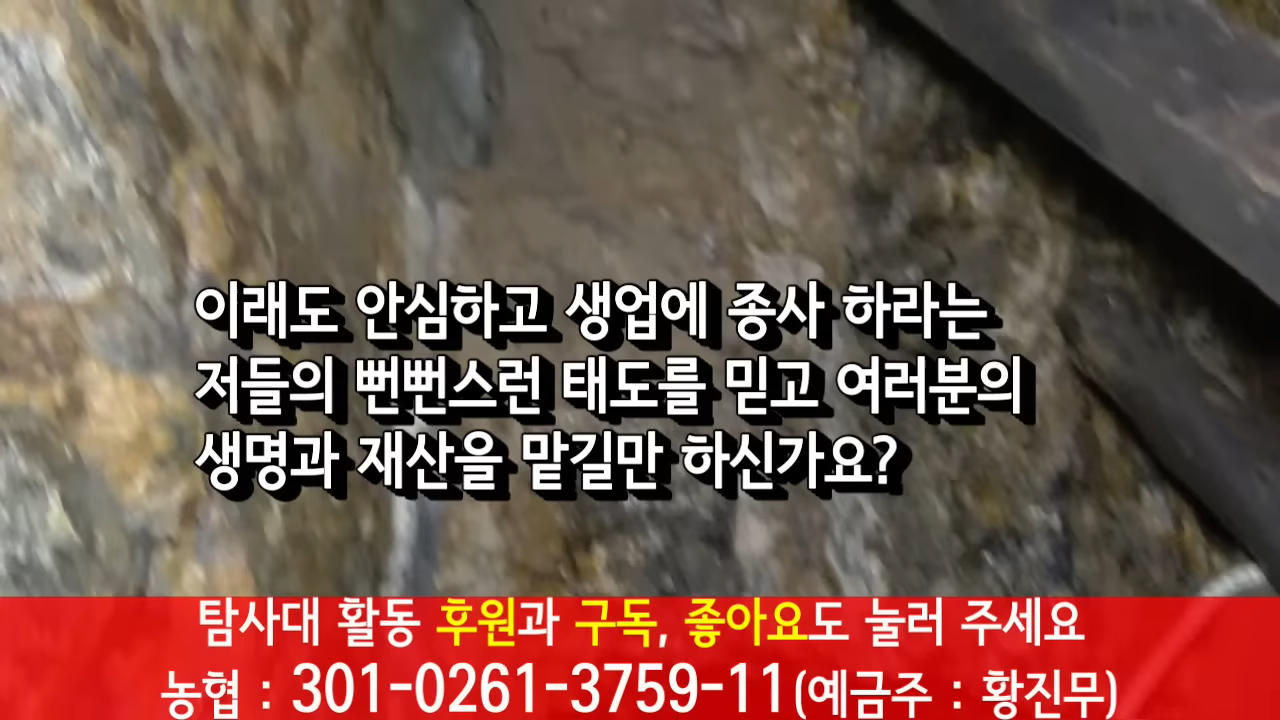 이래도 안심하고 생업에 종사 하라는
저들의 뻔뻔스런 태도를 믿고 여러분의
생명과 재산을 맡길만 하신가요?
탐사대 활동 후원과 구독, 좋아요도 눌러 주세요
농협 : 301-0261-3759-11(예금주 : 황진무)